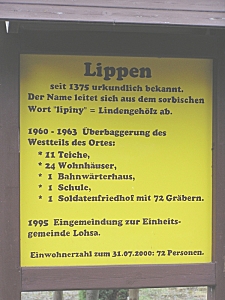 Lippen
seit 1375 urkundlich bekannt.
Der Name leitet sich aus dem sorbischen
Wort "lipiny" = Lindengehölz ab.
1960 - 1963 Überbaggerung des
Westteils des Ortes:
* 11 Teiche,
* 24 Wohnhäuser,
* 1 Bahnwärterhaus,
* 1 Schule,
* 1 Soldatenfriedhof mit 72 Gräbern.
1995 Eingemeindung zur Einheits-
gemeinde Lohsa.
Einwohnerzahl zum 31.07.2000: 72 Personen.